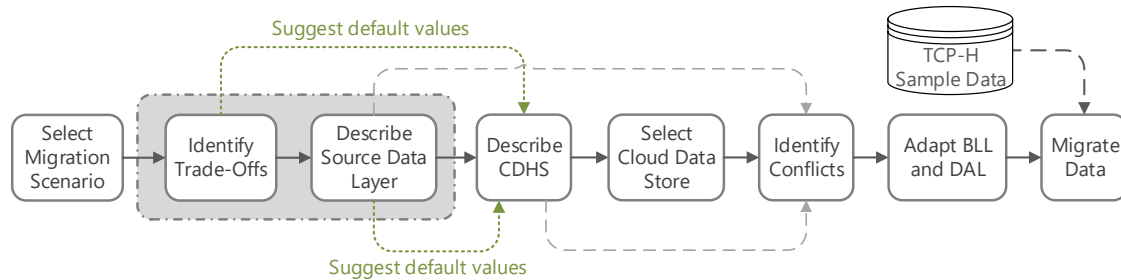 Suggest default values
TCP-H
Sample Data
Select
Migration
Scenario
Identify
Trade-Offs
Describe
Source Data
Layer
Describe
CDHS
Select
Cloud Data
Store
Identify
Conflicts
Adapt BLL
and DAL
Migrate
Data
Suggest default values